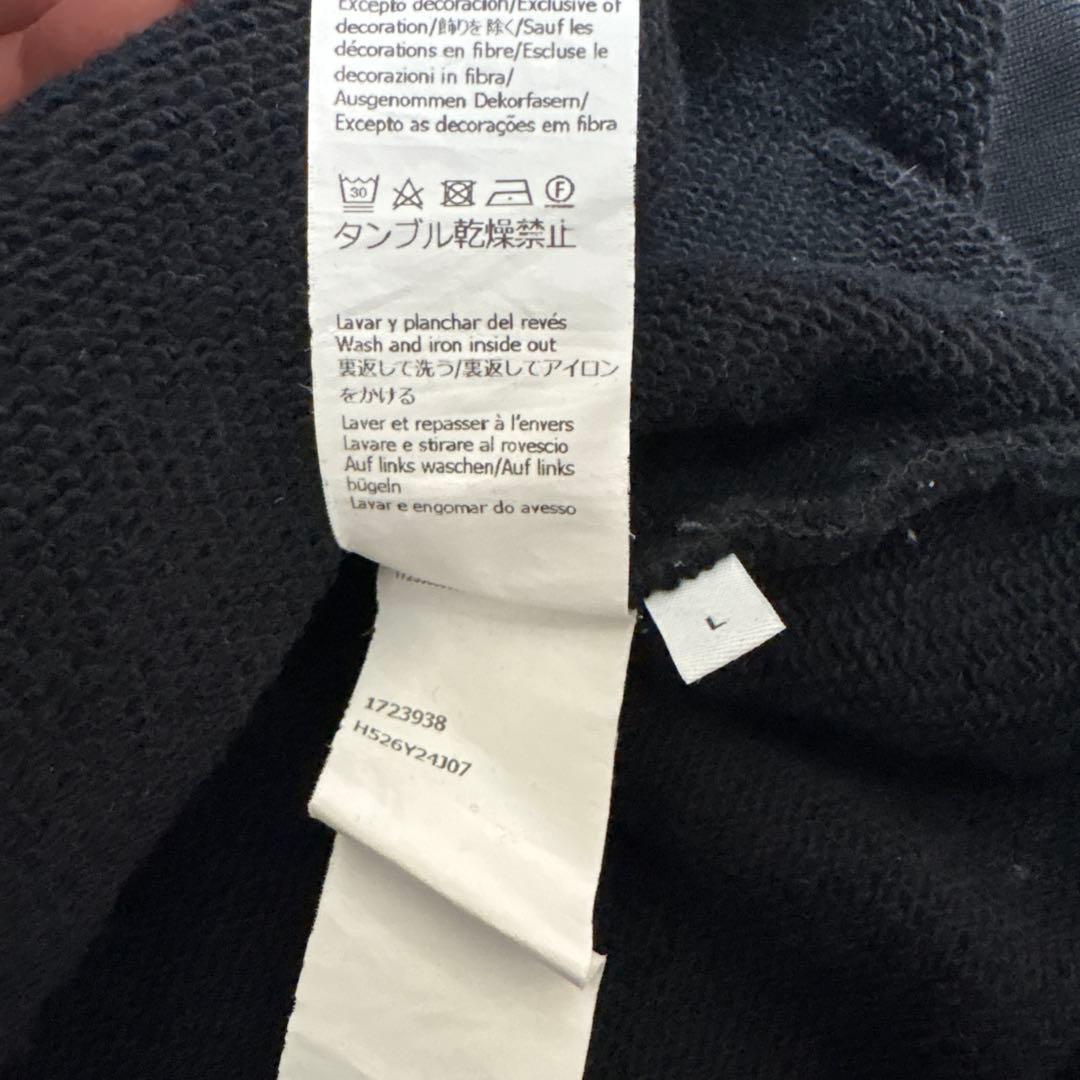 Excepto decoración/Exclusive of
decoration/飾りを除く/Sauf les
décorations en fibre/Escluse le
decorazioni in fibra/
Ausgenommen Dekorfasern/
Excepto as decorações em fibra
30
F
タンブル乾燥禁止
Lavar y planchar del revés
Wash and iron inside out
裏返して洗う/裏返してアイロン
をかける
Laver et repasser à l'envers
Lavare e stirare al rovescio
Auf links waschen/Auf links
bügeln
Lavar e engomar do avesso
L
1723938
H526Y24J07